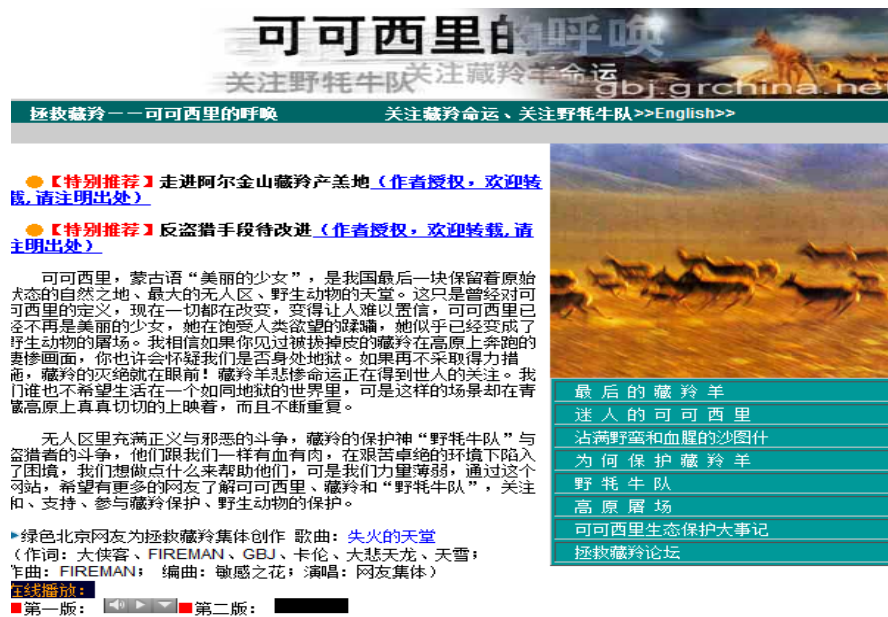 可可西里的呼唤
关注野牦牛队关注藏羚羊命运
gbj.grchina.net
拯救藏羚－－可可西里的呼唤
关注藏羚命运、关注野牦牛队>>English>>
【特别推荐】走进阿尔金山藏羚产羔地（作者授权，欢迎转
载,请注明出处）
【特别推荐】反盗猎手段待改进（作者授权，欢迎转载,请
注明出处）
可可西里，蒙古语“美丽的少女”，是我国最后一块保留着原始
状态的自然之地、最大的无人区、野生动物的天堂。这只是曾经对可
可西里的定义，现在一切都在改变，变得让人难以置信，可可西里已
经不再是美丽的少女，她在饱受人类欲望的蹂躏，她似乎已经变成了
野生动物的屠场。我相信如果你见过被拔掉皮的藏羚在高原上奔跑的
凄惨画面，你也许会怀疑我们是否身处地狱。如果再不采取得力措
施，藏羚的灭绝就在眼前！藏羚羊悲惨命运正在得到世人的关注。我
们谁也不希望生活在一个如同地狱的世界里，可是这样的场景却在青
藏高原上真真切切的上映着，而且不断重复。
无人区里充满正义与邪恶的斗争，藏羚的保护神“野牦牛队”与
盗猎者的斗争，他们跟我们一样有血有肉，在艰苦卓绝的环境下陷入
了困境，我们想做点什么来帮助他们，可是我们力量薄弱，通过这个
网站，希望有更多的网友了解可可西里、藏羚和“野牦牛队”，关注
和、支持、参与藏羚保护、野生动物的保护。
绿色北京网友为拯救藏羚集体创作 歌曲：失火的天堂
（作词：大侠客、FIREMAN、GBJ、卡伦、大悲天龙、天雪；
作曲：FIREMAN； 编曲：敏感之花；演唱：网友集体）
在线播放：
第一版： 第二版：
最后的藏羚羊
迷人的可可西里
沾满野蛮和血腥的沙图什
为何保护藏羚羊
野牦牛队
高原屠场
可可西里生态保护大事记
拯救藏羚论坛